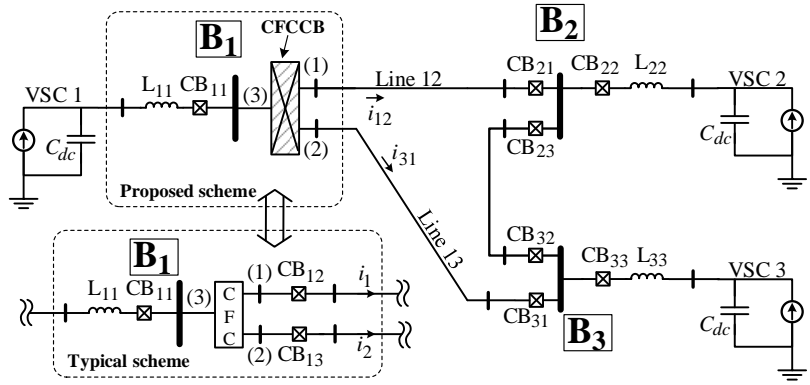 CFCCB
B1
B2
L11 CB11
(1)
Line 12
CB21
CB22
L22
VSC 2
VSC 1
(3)
i12
Cdc
Cdc
(2)
CB23
i31
Proposed scheme
Line 13
B1
CB32
CB33
L33
VSC 3
L11
CB11
(3)
(1)
CB12
i1
C
F
C
CB31
Cdc
(2)
CB13
i2
B3
Typical scheme